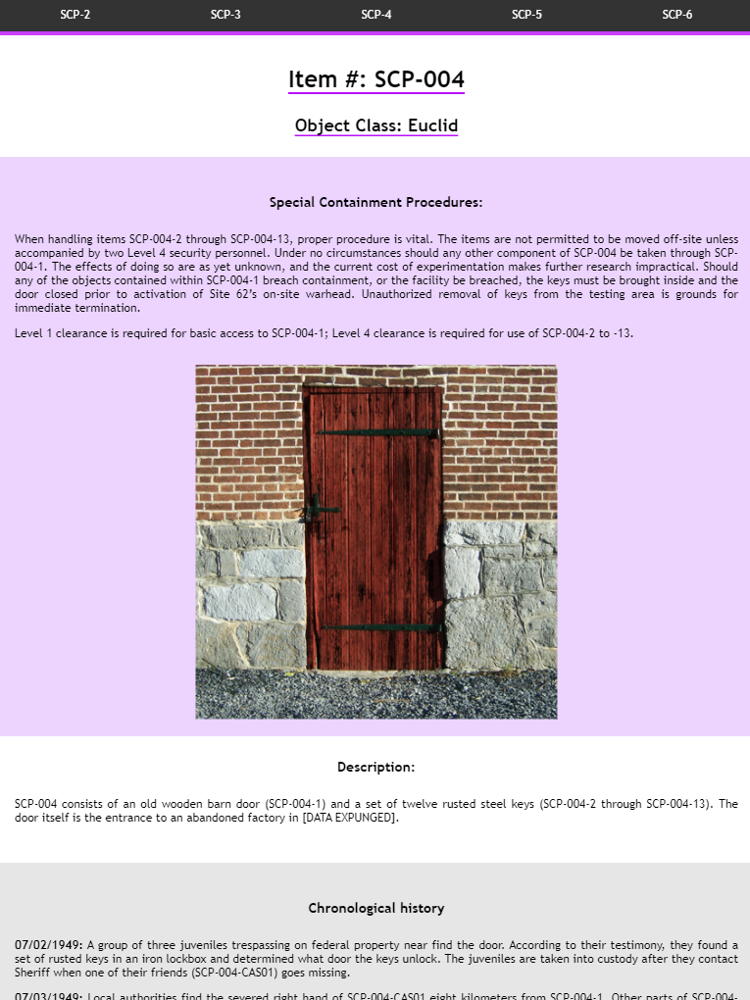 SCP-2 SCP-3 SCP-4 SCP-5 SCP-6
Item #: SCP-004
Object Class: Euclid
Special Containment Procedures:
When handling items SCP-004-2 through SCP-004-13, proper procedure is vital. The items are not permitted to be moved off-site unless
accompanied by two Level 4 security personnel. Under no circumstances should any other component of SCP-004 be taken through SCP-
004-1. The effects of doing so are as yet unknown, and the current cost of experimentation makes further research impractical. Should
any of the objects contained within SCP-004-1 breach containment, or the facility be breached, the keys must be brought inside and the
door closed prior to activation of Site 62’s on-site warhead. Unauthorized removal of keys from the testing area is grounds for
immediate termination.
Level 1 clearance is required for basic access to SCP-004-1; Level 4 clearance is required for use of SCP-004-2 to -13.
Description:
SCP-004 consists of an old wooden barn door (SCP-004-1) and a set of twelve rusted steel keys (SCP-004-2 through SCP-004-13). The
door itself is the entrance to an abandoned factory in [DATA EXPUNGED].
Chronological history
07/02/1949: A group of three juveniles trespassing on federal property near find the door. According to their testimony, they found a
set of rusted keys in an iron lockbox and determined what door the keys unlock. The juveniles are taken into custody after they contact
Sheriff when one of their friends (SCP-004-CAS01) goes missing.
07/03/1949: Local authorities find the severed right hand of SCP-004-CAS01 eight kilometers from SCP-004-1. Other parts of SCP-004-